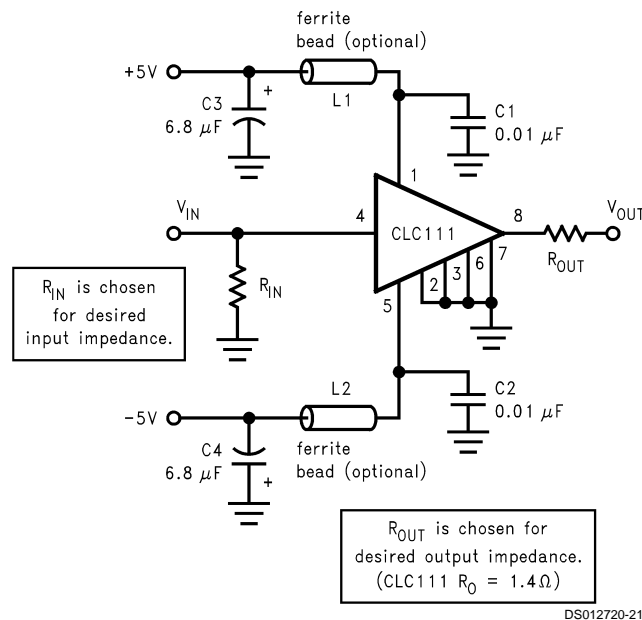 ferrite
bead (optional)
+5V
L1
C3
+
6.8 μF
C1
0.01 μF
1
V_IN
4
CLC111
8
V_OUT
7
R_OUT
6
3
2
5
R_IN
R_IN is chosen
for desired
input impedance.
-5V
L2
C2
0.01 μF
C4
6.8 μF
+
ferrite
bead (optional)
R_OUT is chosen for
desired output impedance.
(CLC111 R_O = 1.4Ω)
DS012720-21